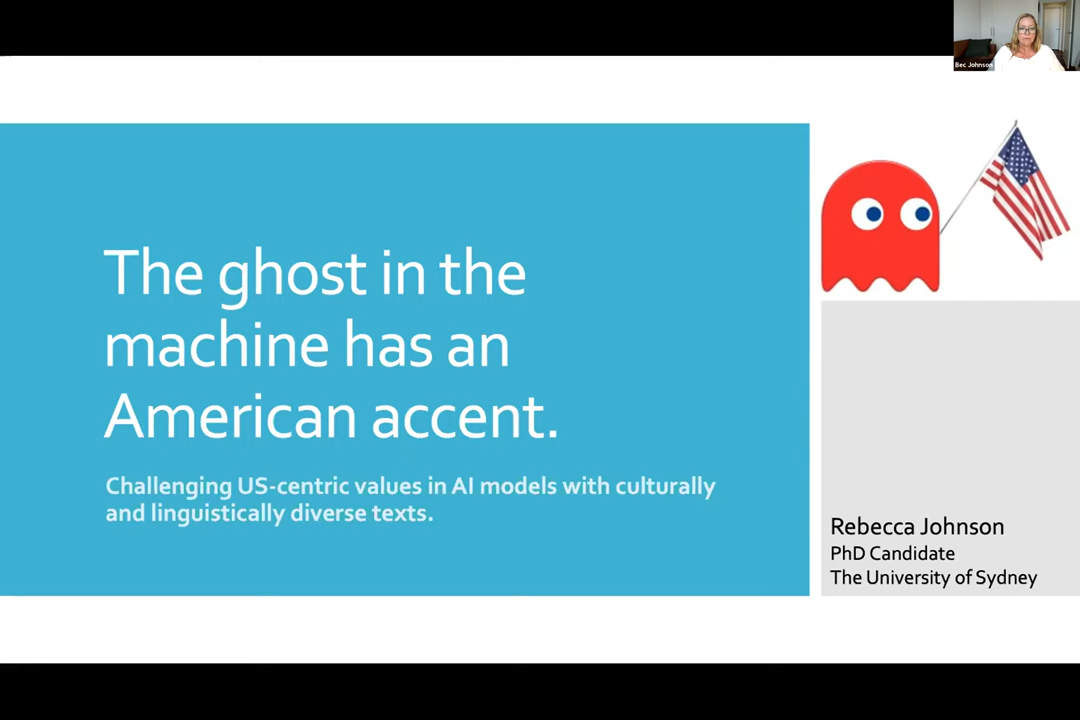 Bec Johnson
The ghost in the
machine has an
American accent.
Challenging US-centric values in AI models with culturally
and linguistically diverse texts.
Rebecca Johnson
PhD Candidate
The University of Sydney